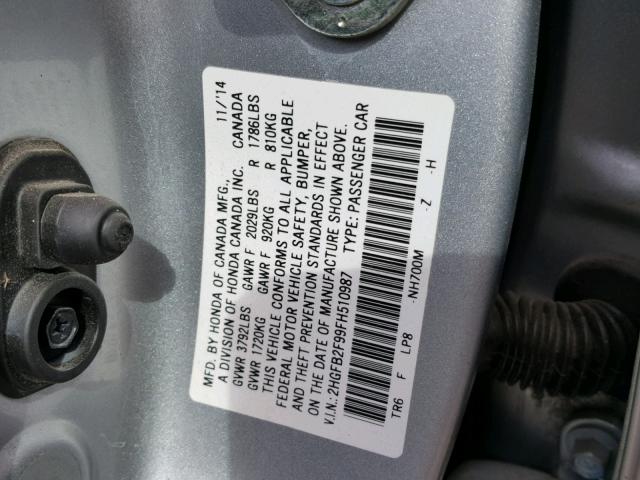 MFD. BY HONDA OF CANADA MFG., 11/'14
A DIVISION OF HONDA CANADA INC. CANADA
GVWR 3792LBS GAWR F 2029LBS R 1786LBS
GVWR 1720KG GAWR F 920KG R 810KG
THIS VEHICLE CONFORMS TO ALL APPLICABLE
FEDERAL MOTOR VEHICLE SAFETY, BUMPER,
AND THEFT PREVENTION STANDARDS IN EFFECT
ON THE DATE OF MANUFACTURE SHOWN ABOVE.
V.I.N.: 2HGFB2F99FH510987 TYPE: PASSENGER CAR
TR6 F LP8 -NH700M -Z -H